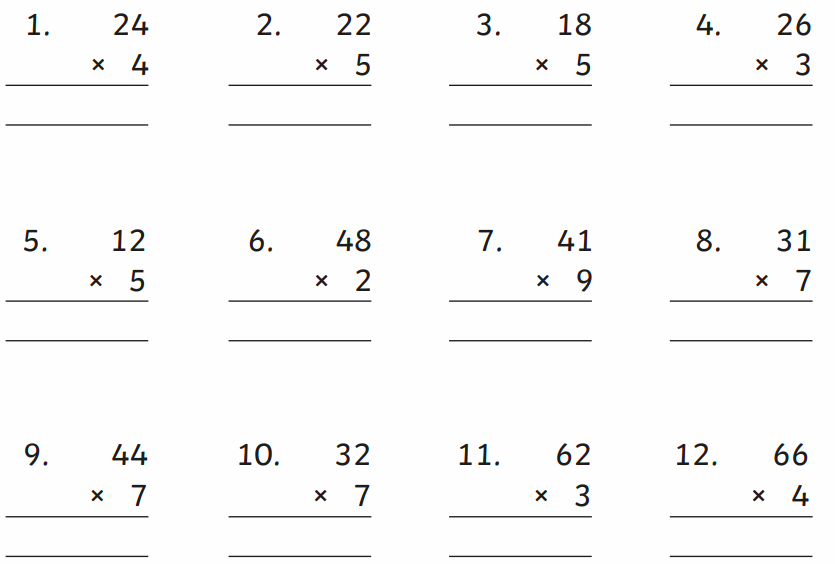 1. 24 2. 22 3. 18 4. 26
× 4 × 5 × 5 × 3
5. 12 6. 48 7. 41 8. 31
× 5 × 2 × 9 × 7
9. 44 10. 32 11. 62 12. 66
× 7 × 7 × 3 × 4